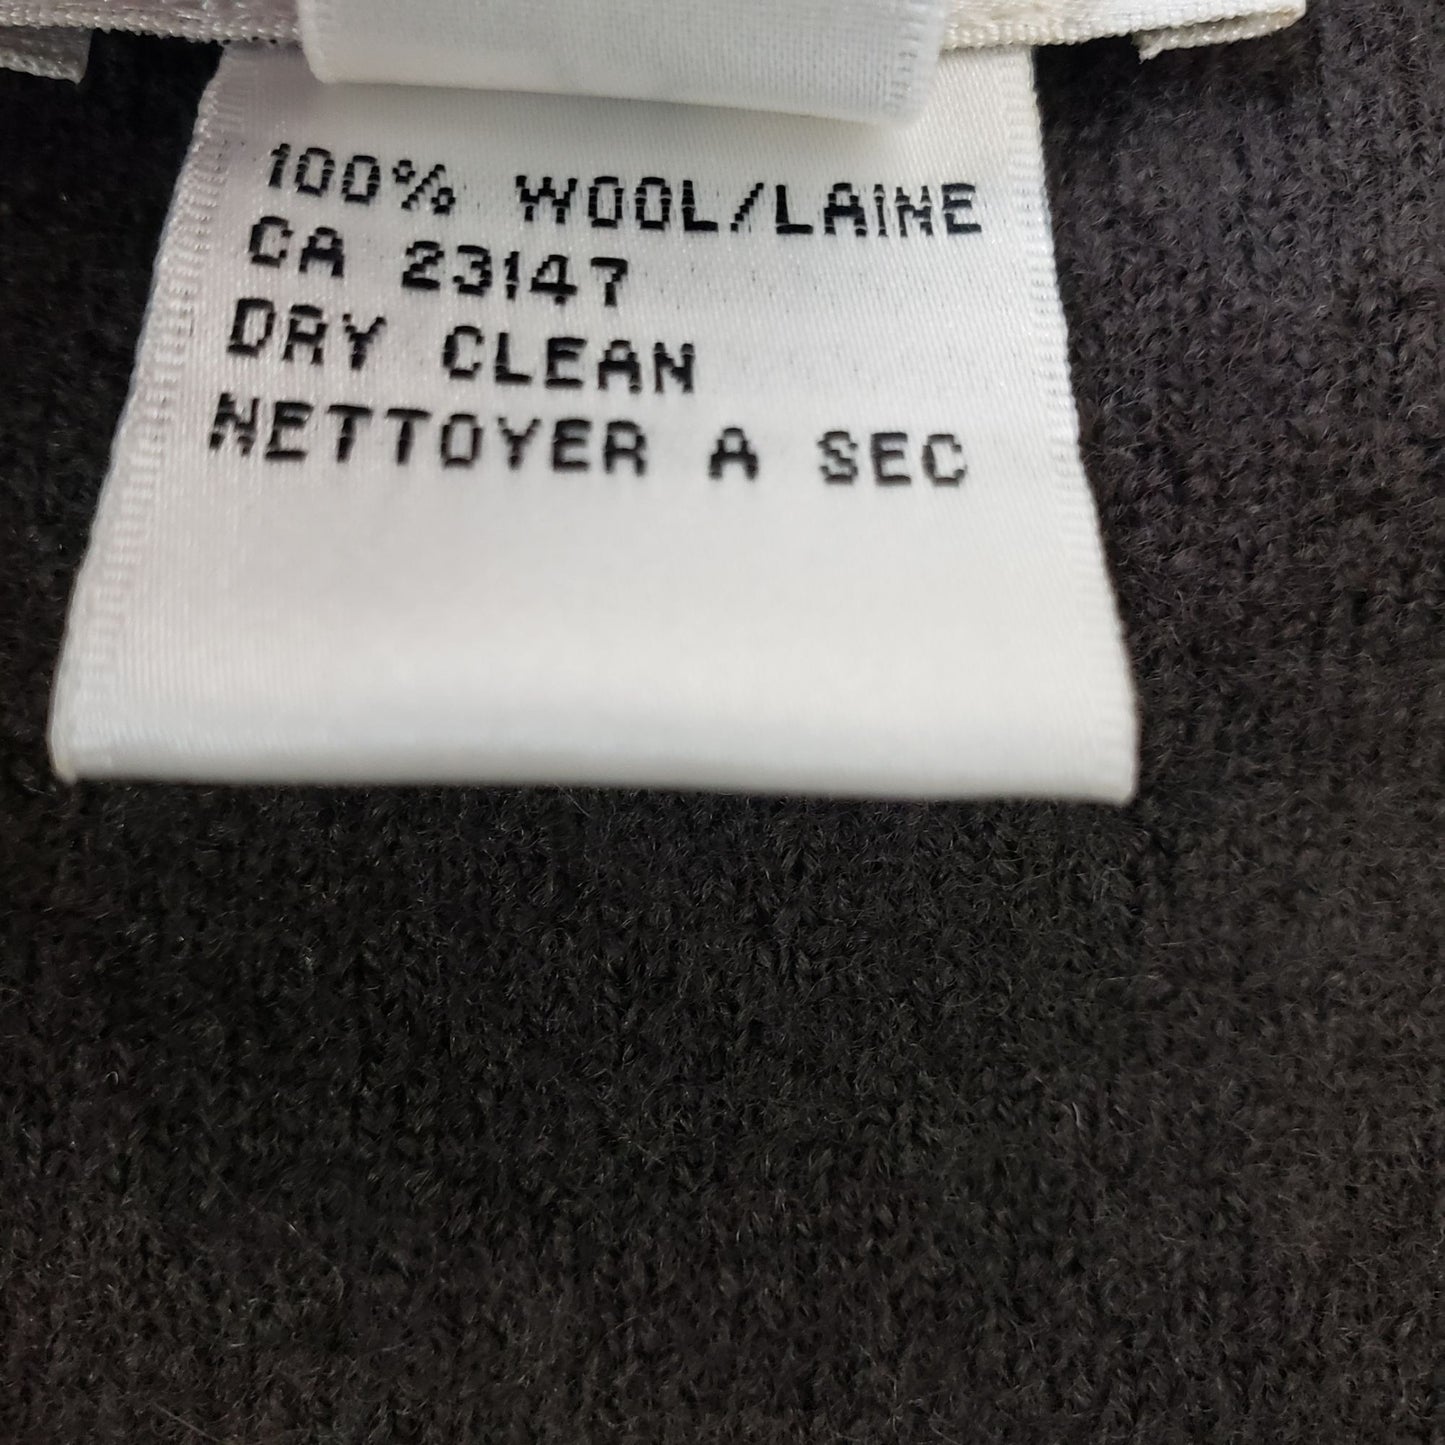 100% WOOL/LAINE
CA 23147
DRY CLEAN
NETTOYER A SEC